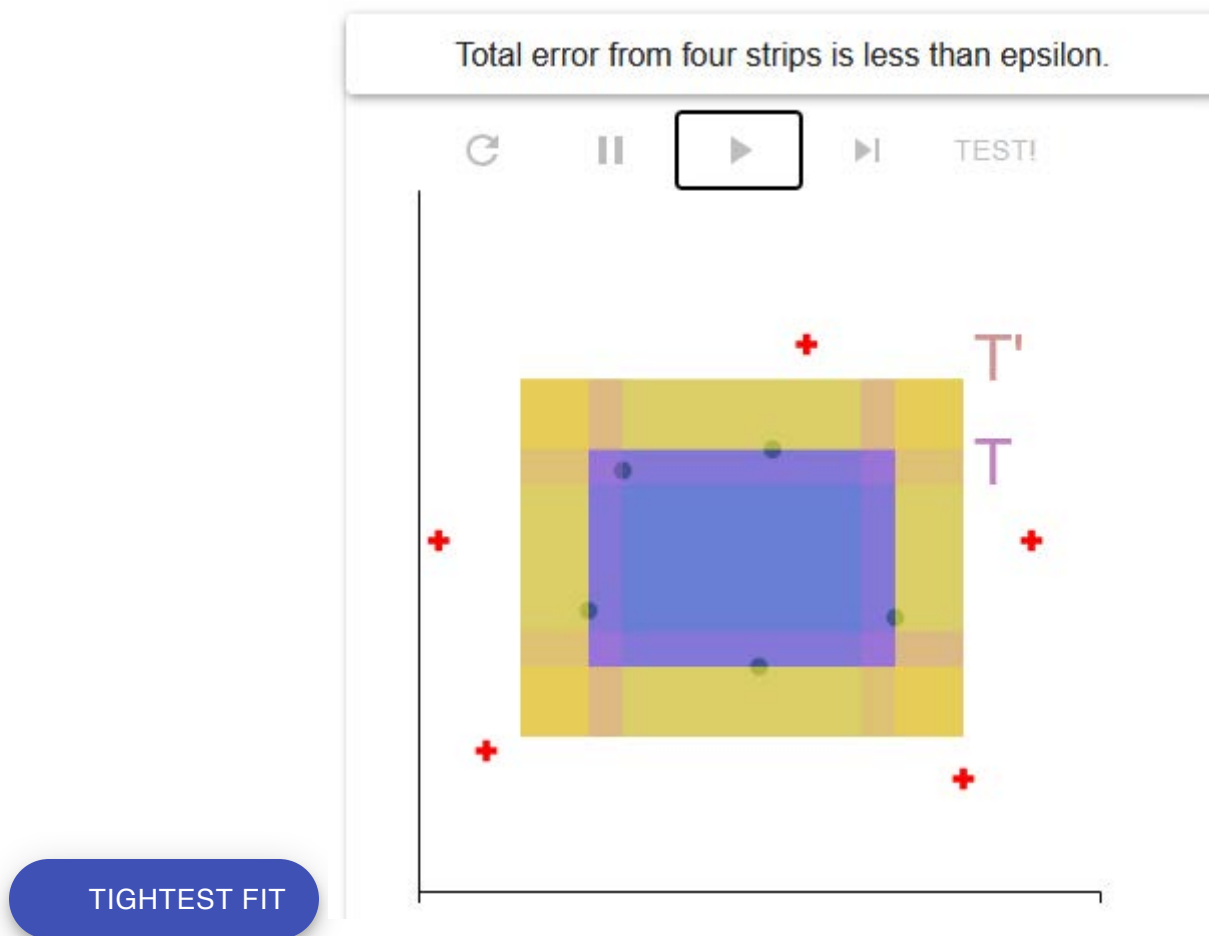 Total error from four strips is less than epsilon.
TEST!
T'
T
TIGHTEST FIT